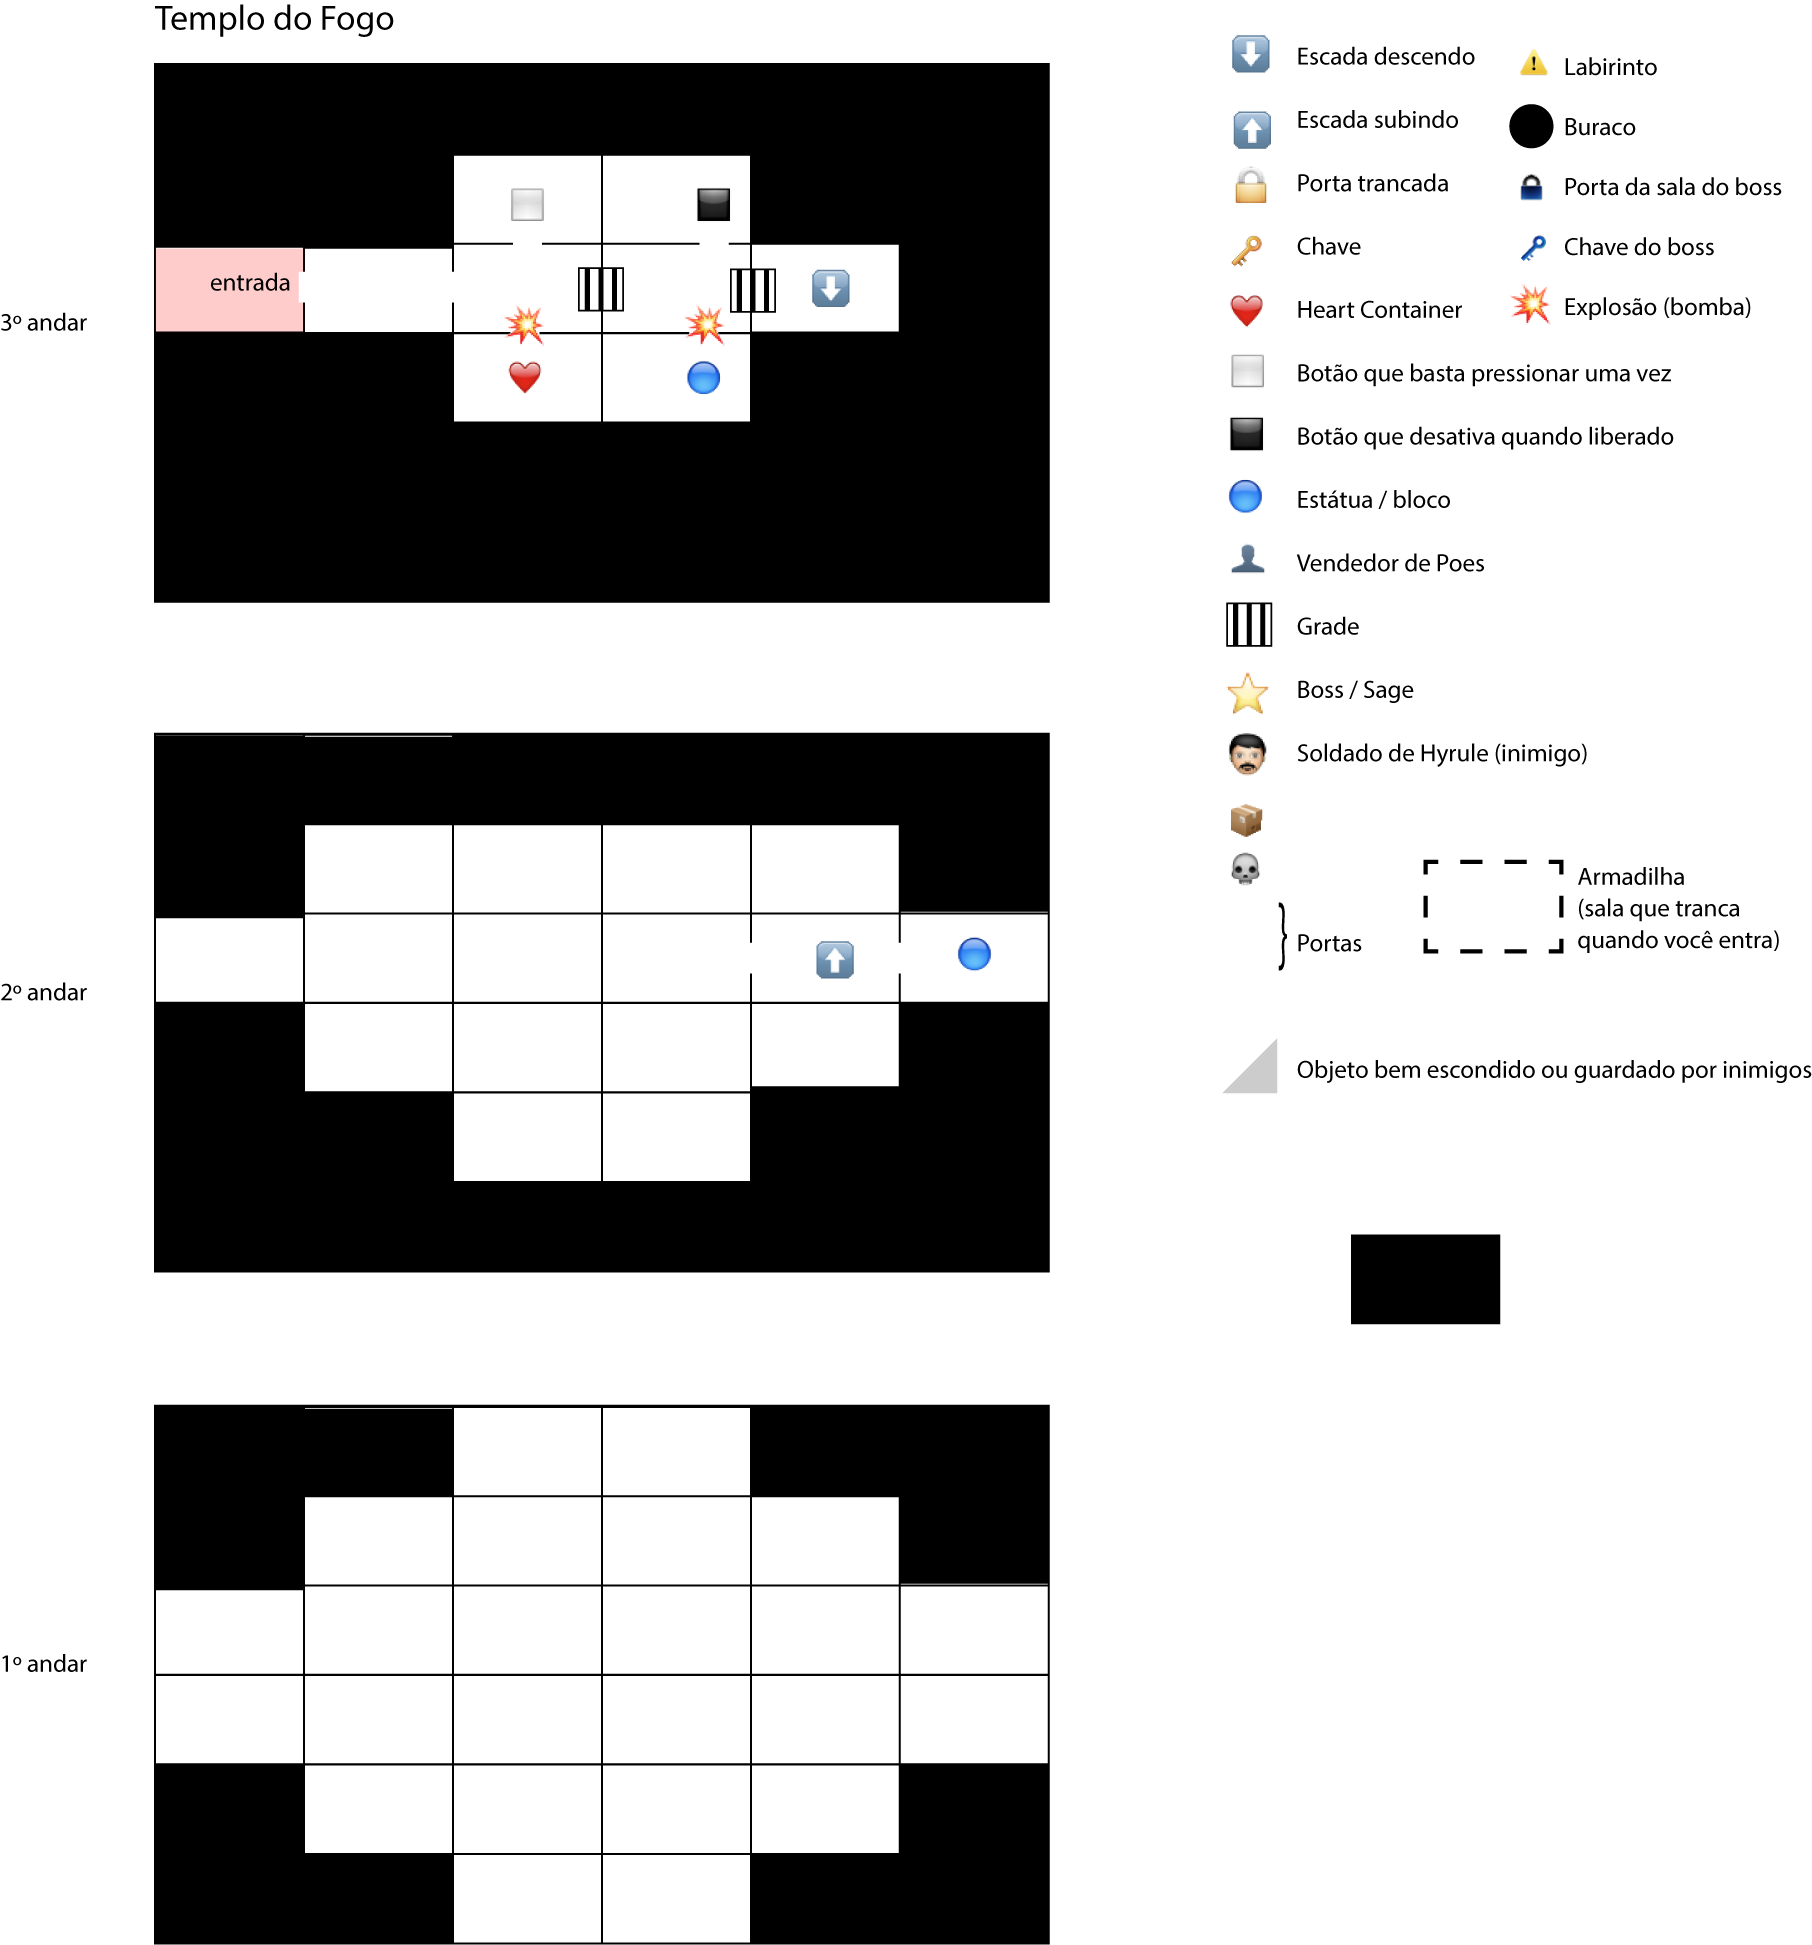 Templo do Fogo
entrada
3º andar
2º andar
1º andar
Escada descendo
Escada subindo
Porta trancada
Chave
Heart Container
Botão que basta pressionar uma vez
Botão que desativa quando liberado
Estátua / bloco
Vendedor de Poes
Grade
Boss / Sage
Soldado de Hyrule (inimigo)
Portas
Objeto bem escondido ou guardado por inimigos
Labirinto
Buraco
Porta da sala do boss
Chave do boss
Explosão (bomba)
Armadilha
(sala que tranca
quando você entra)